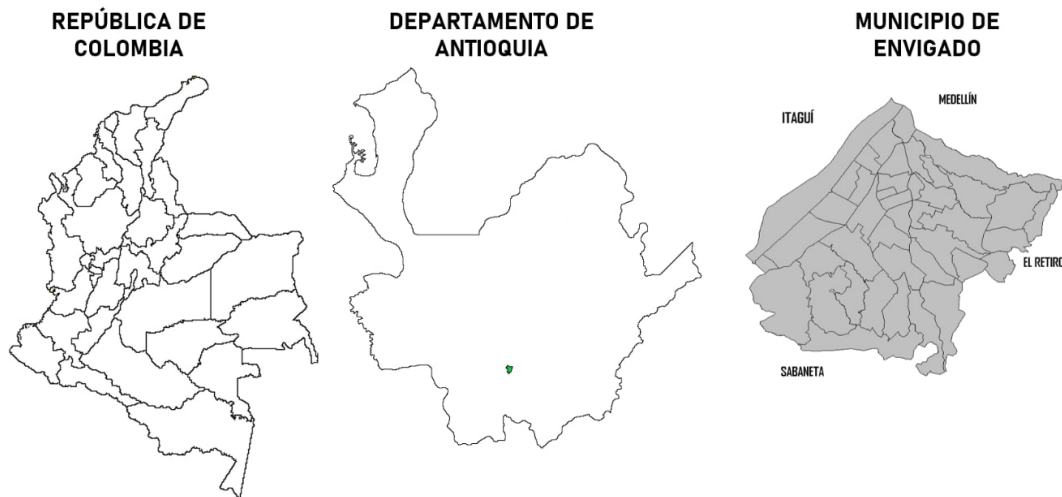 REPÚBLICA DE
COLOMBIA
DEPARTAMENTO DE
ANTIOQUIA
MUNICIPIO DE
ENVIGADO
MEDELLÍN
ITAGUÍ
EL RETIRO
SABANETA